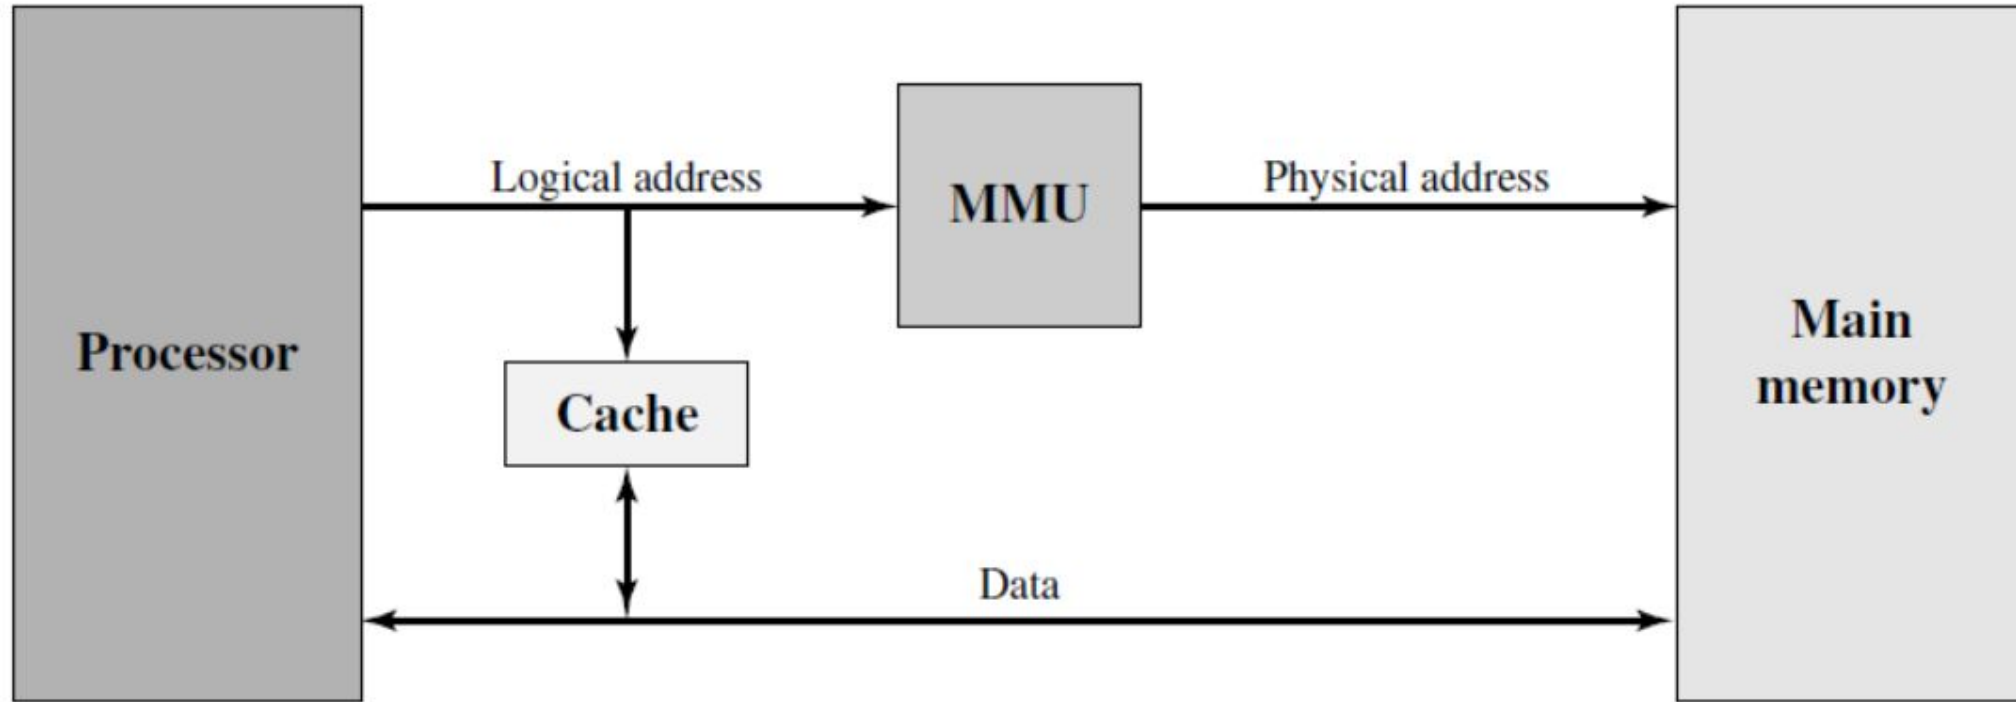 Logical address
Physical address
MMU
Processor
Cache
Main
memory
Data